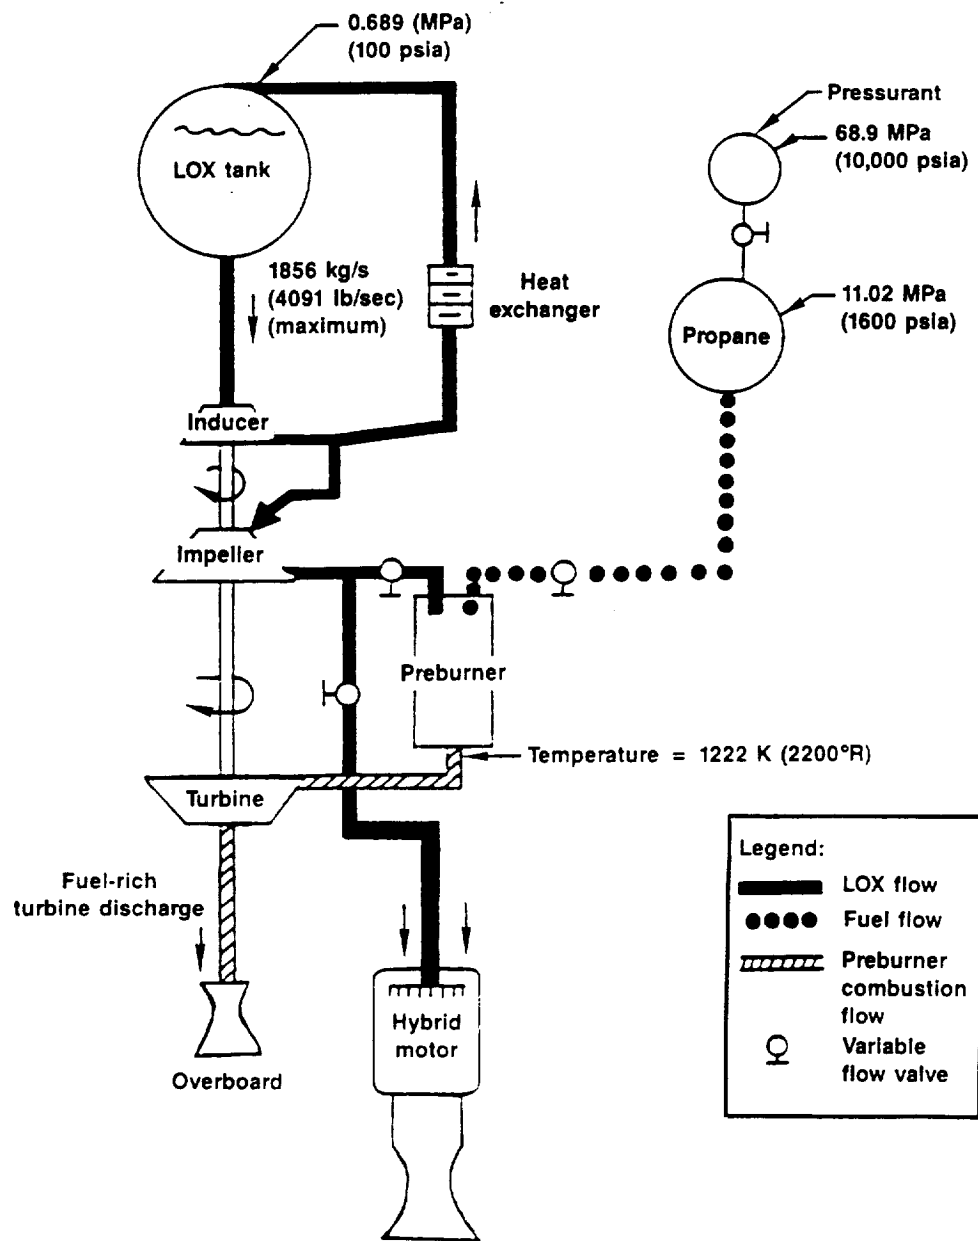 0.689 (MPa)
(100 psia)
Pressurant
68.9 MPa
(10,000 psia)
LOX tank
1856 kg/s
(4091 lb/sec)
(maximum)
Heat
exchanger
11.02 MPa
(1600 psia)
Propane
Inducer
Impeller
Preburner
Temperature = 1222 K (2200°R)
Turbine
Fuel-rich
turbine discharge
Overboard
Hybrid
motor
Legend:
LOX flow
Fuel flow
Preburner
combustion
flow
Variable
flow valve